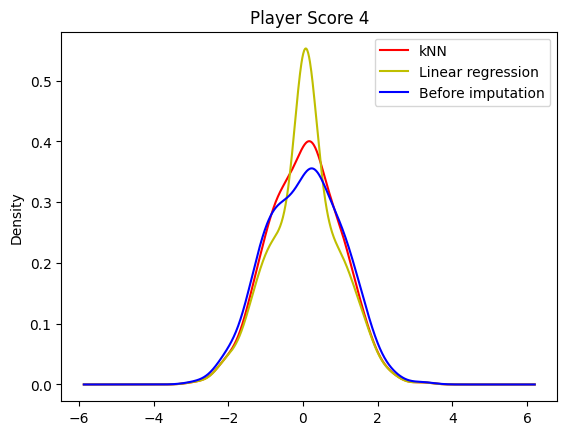 Player Score 4
kNN
Linear regression
Before imputation
Density
0.5
0.4
0.3
0.2
0.1
0.0
−6 −4 −2 0 2 4 6